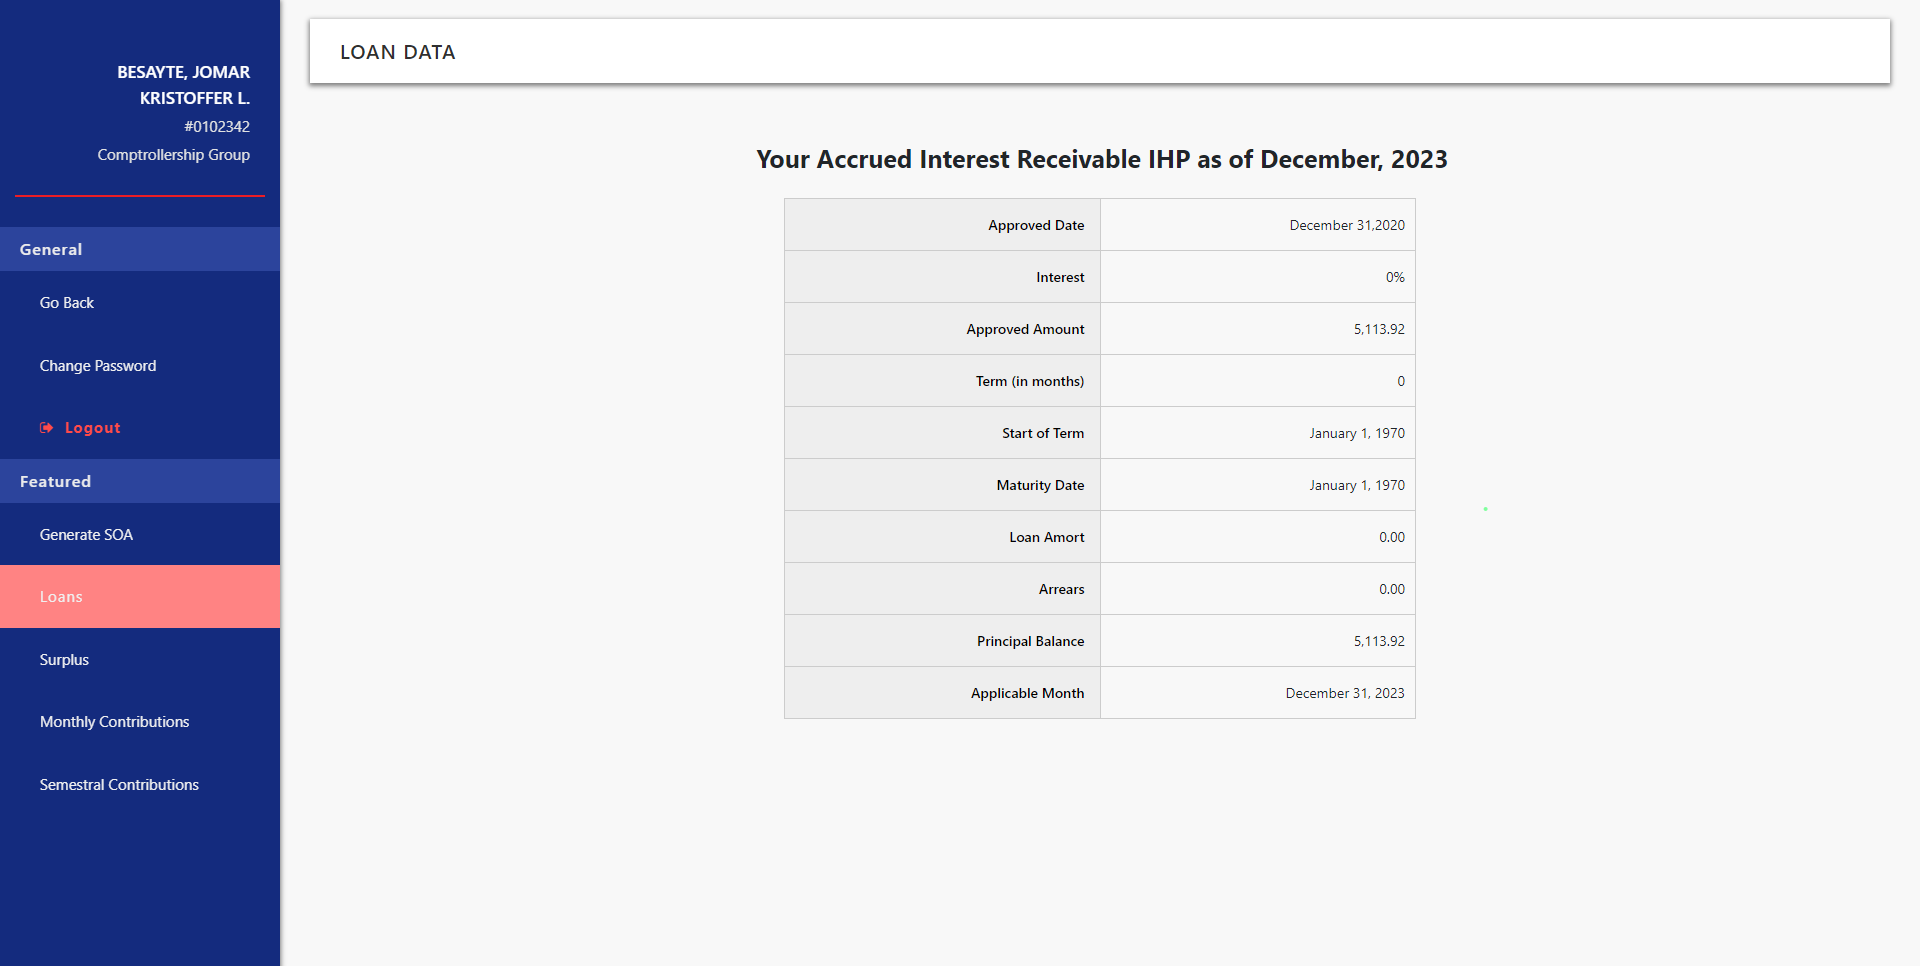 BESAYTE, JOMAR
KRISTOFFER L.
#0102342
Comptrollership Group
General
Go Back
Change Password
Logout
Featured
Generate SOA
Loans
Surplus
Monthly Contributions
Semestral Contributions
LOAN DATA
Your Accrued Interest Receivable IHP as of December, 2023
Approved Date December 31,2020
Interest 0%
Approved Amount 5,113.92
Term (in months) 0
Start of Term January 1, 1970
Maturity Date January 1, 1970
Loan Amort 0.00
Arrears 0.00
Principal Balance 5,113.92
Applicable Month December 31, 2023